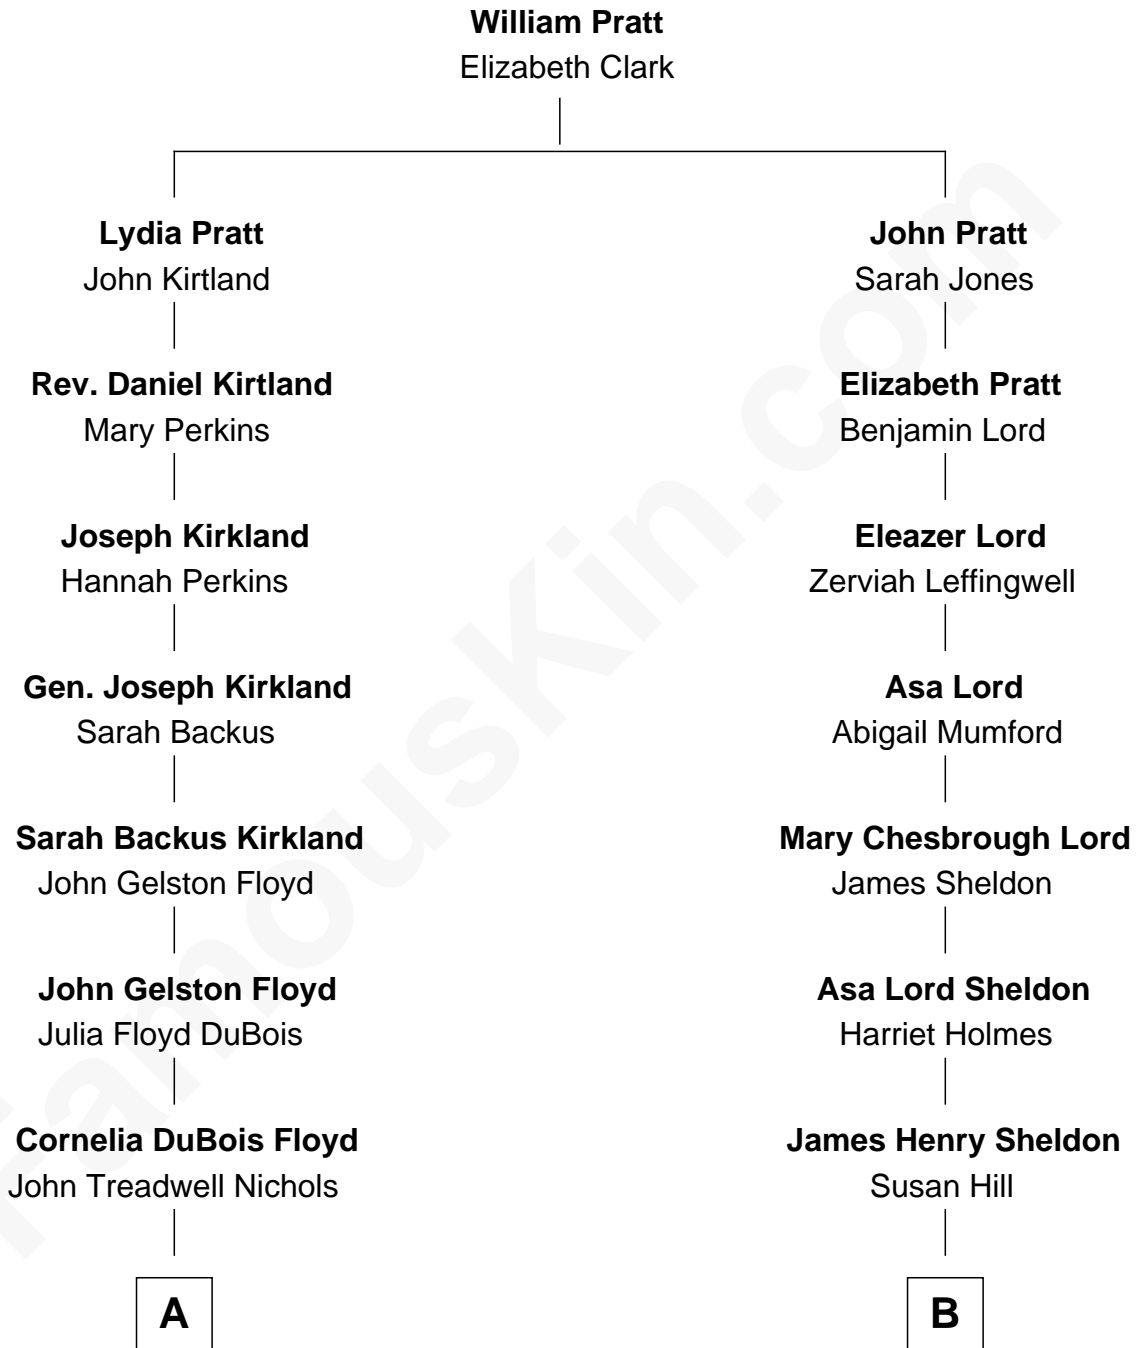 William Pratt
Elizabeth Clark
Lydia Pratt
John Kirtland
John Pratt
Sarah Jones
Rev. Daniel Kirtland
Mary Perkins
Elizabeth Pratt
Benjamin Lord
Joseph Kirkland
Hannah Perkins
Eleazer Lord
Zerviah Leffingwell
Gen. Joseph Kirkland
Sarah Backus
Asa Lord
Abigail Mumford
Sarah Backus Kirkland
John Gelston Floyd
Mary Chesbrough Lord
James Sheldon
John Gelston Floyd
Julia Floyd DuBois
Asa Lord Sheldon
Harriet Holmes
Cornelia DuBois Floyd
John Treadwell Nichols
James Henry Sheldon
Susan Hill
A
B
FamousKin.com